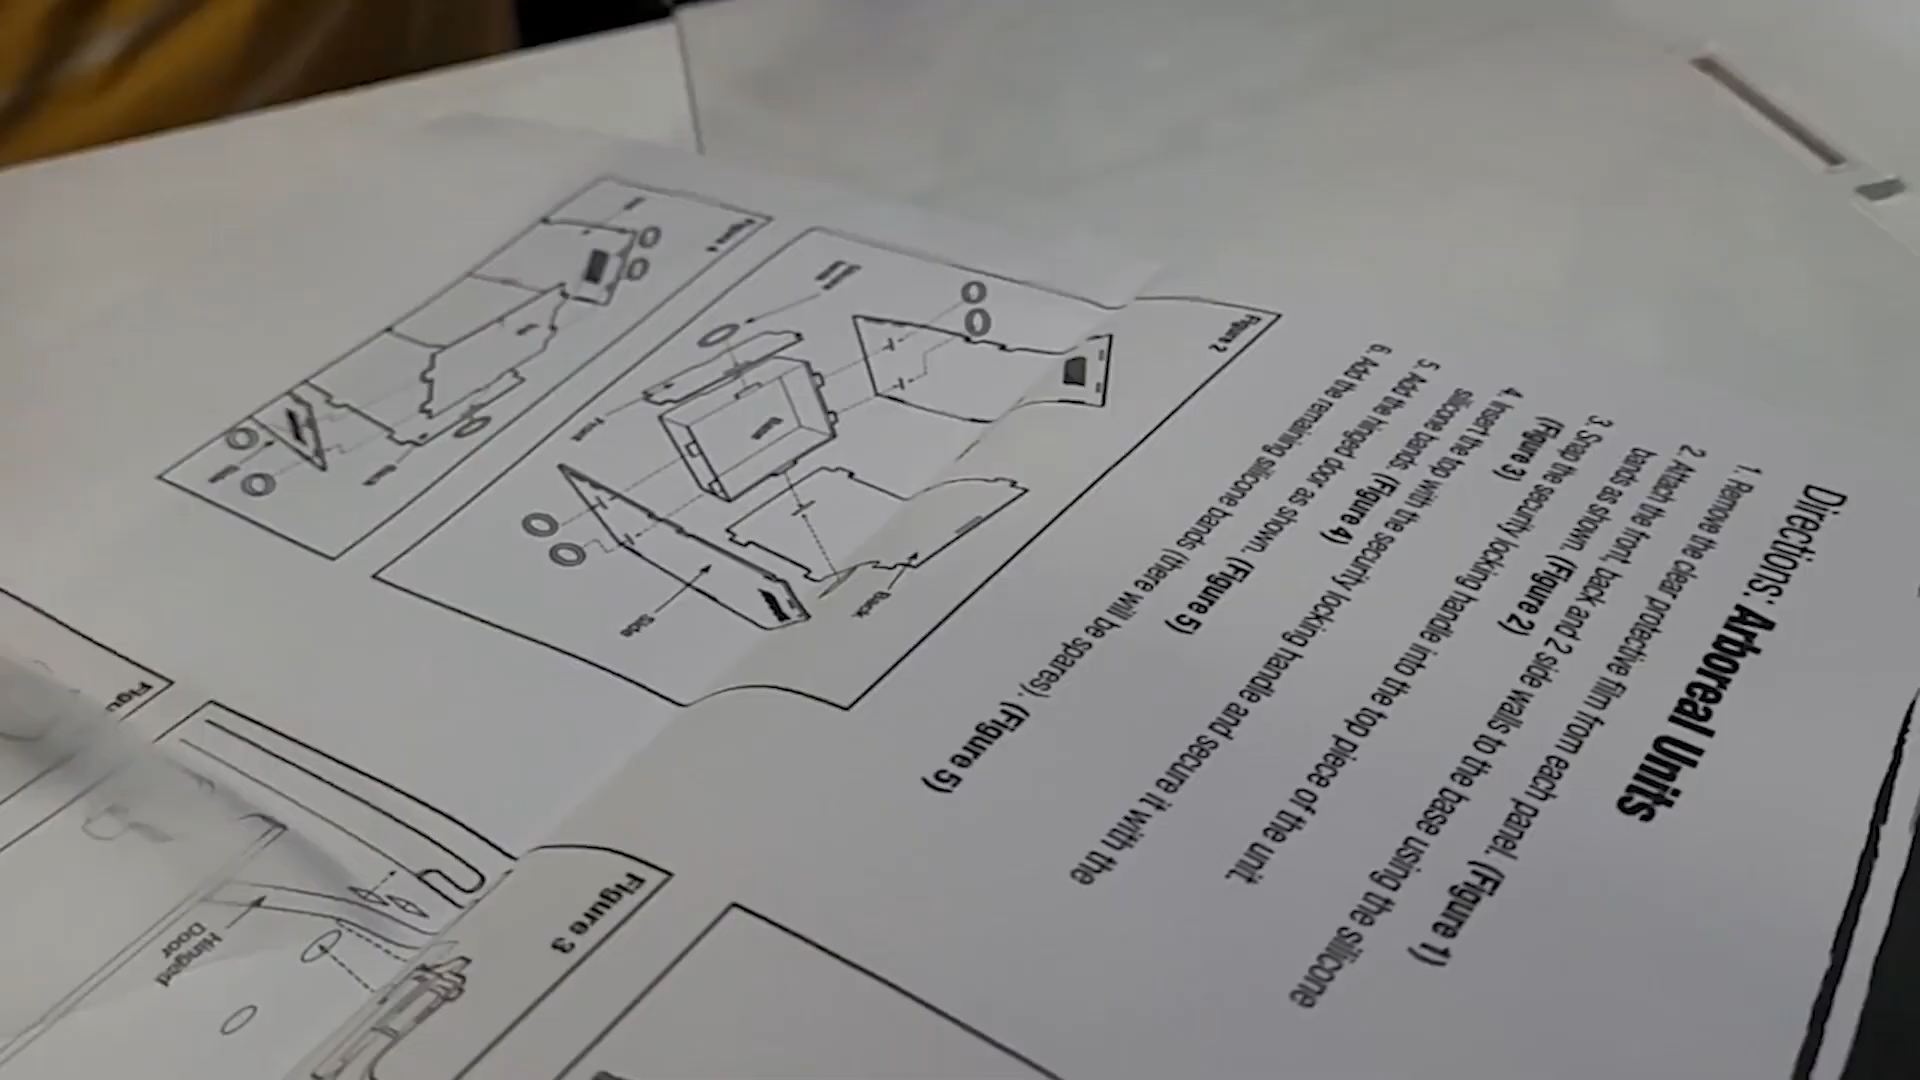 Directions: Arboreal Units
1. Remove the clear protective film from each panel. (Figure 1)
2. Attach the front, back and 2 side walls to the base using the silicone
bands as shown. (Figure 2)
3. Snap the security locking handle into the top piece of the unit.
(Figure 3)
4. Insert the top with the security locking handle and secure it with the
silicone bands. (Figure 4)
5. Add the hinged door as shown. (Figure 5)
6. Add the remaining silicone bands (there will be spares). (Figure 5)
Figure 2
Front
Side
Back
Figure 3
Hinged
Door